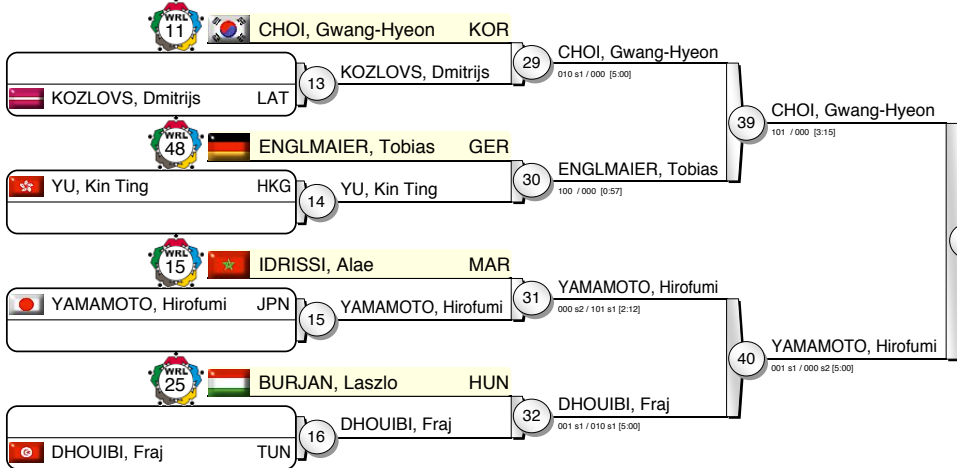 WRL
11
CHOI, Gwang-Hyeon KOR
29
CHOI, Gwang-Hyeon
010 s1 / 000 [5:00]
KOZLOVS, Dmitrijs LAT
13
KOZLOVS, Dmitrijs
39
CHOI, Gwang-Hyeon
101 / 000 [3:15]
WRL
48
ENGLMAIER, Tobias GER
30
ENGLMAIER, Tobias
100 / 000 [0:57]
YU, Kin Ting HKG
14
YU, Kin Ting
WRL
15
IDRISSI, Alae MAR
31
YAMAMOTO, Hirofumi
000 s2 / 101 s1 [2:12]
YAMAMOTO, Hirofumi JPN
15
YAMAMOTO, Hirofumi
40
YAMAMOTO, Hirofumi
001 s1 / 000 s2 [5:00]
WRL
25
BURJAN, Laszlo HUN
32
DHOUIBI, Fraj
001 s1 / 010 s1 [5:00]
DHOUIBI, Fraj TUN
16
DHOUIBI, Fraj